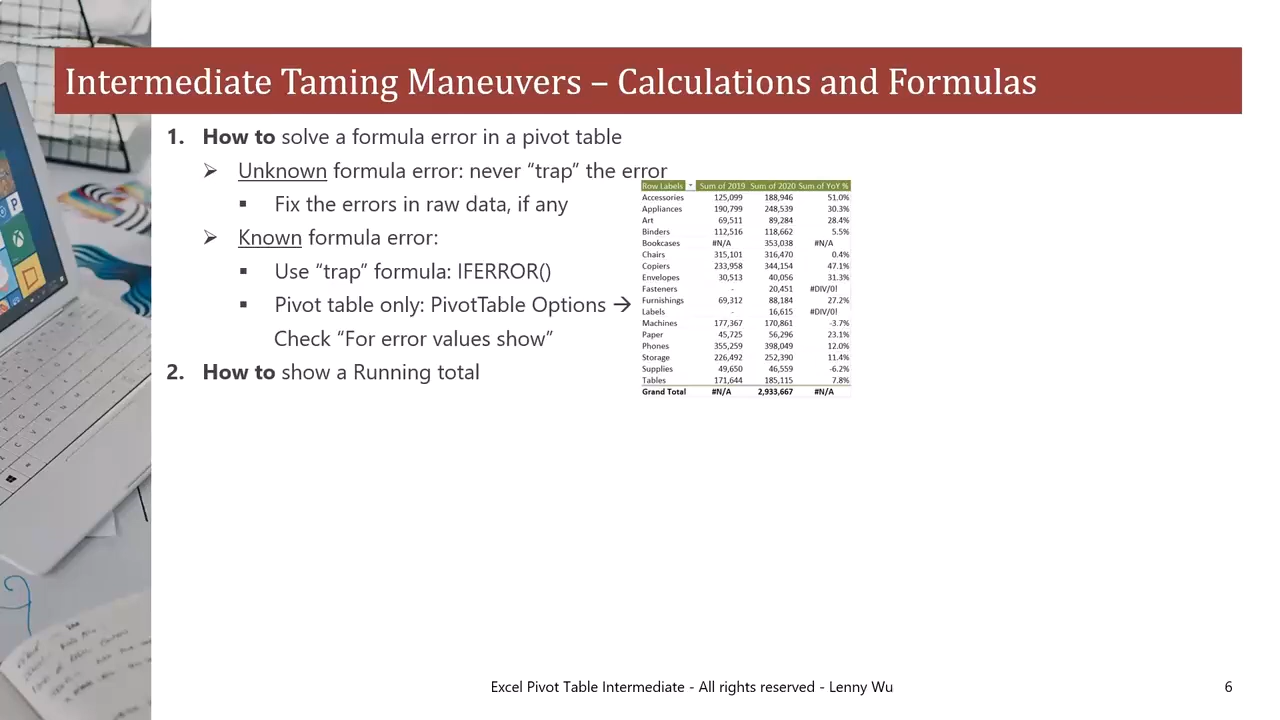 Intermediate Taming Maneuvers – Calculations and Formulas
1. How to solve a formula error in a pivot table
➢ Unknown formula error: never “trap” the error
▪ Fix the errors in raw data, if any
➢ Known formula error:
▪ Use “trap” formula: IFERROR()
▪ Pivot table only: PivotTable Options →
Check “For error values show”
2. How to show a Running total
Row Labels Sum of 2019 Sum of 2020 Sum of YoY %
Accessories 125,099 188,946 51.0%
Appliances 190,799 248,539 30.3%
Art 69,511 89,284 28.4%
Binders 112,516 118,662 5.5%
Bookcases #N/A 353,038 #N/A
Chairs 315,101 316,470 0.4%
Copiers 233,958 344,154 47.1%
Envelopes 30,513 40,056 31.3%
Fasteners - 20,451 #DIV/0!
Furnishings 69,312 88,184 27.2%
Labels - 16,615 #DIV/0!
Machines 177,367 170,861 -3.7%
Paper 45,725 56,296 23.1%
Phones 355,259 398,049 12.0%
Storage 226,492 252,390 11.4%
Supplies 49,650 46,559 -6.2%
Tables 171,644 185,115 7.8%
Grand Total #N/A 2,933,667 #N/A
Excel Pivot Table Intermediate - All rights reserved - Lenny Wu
6